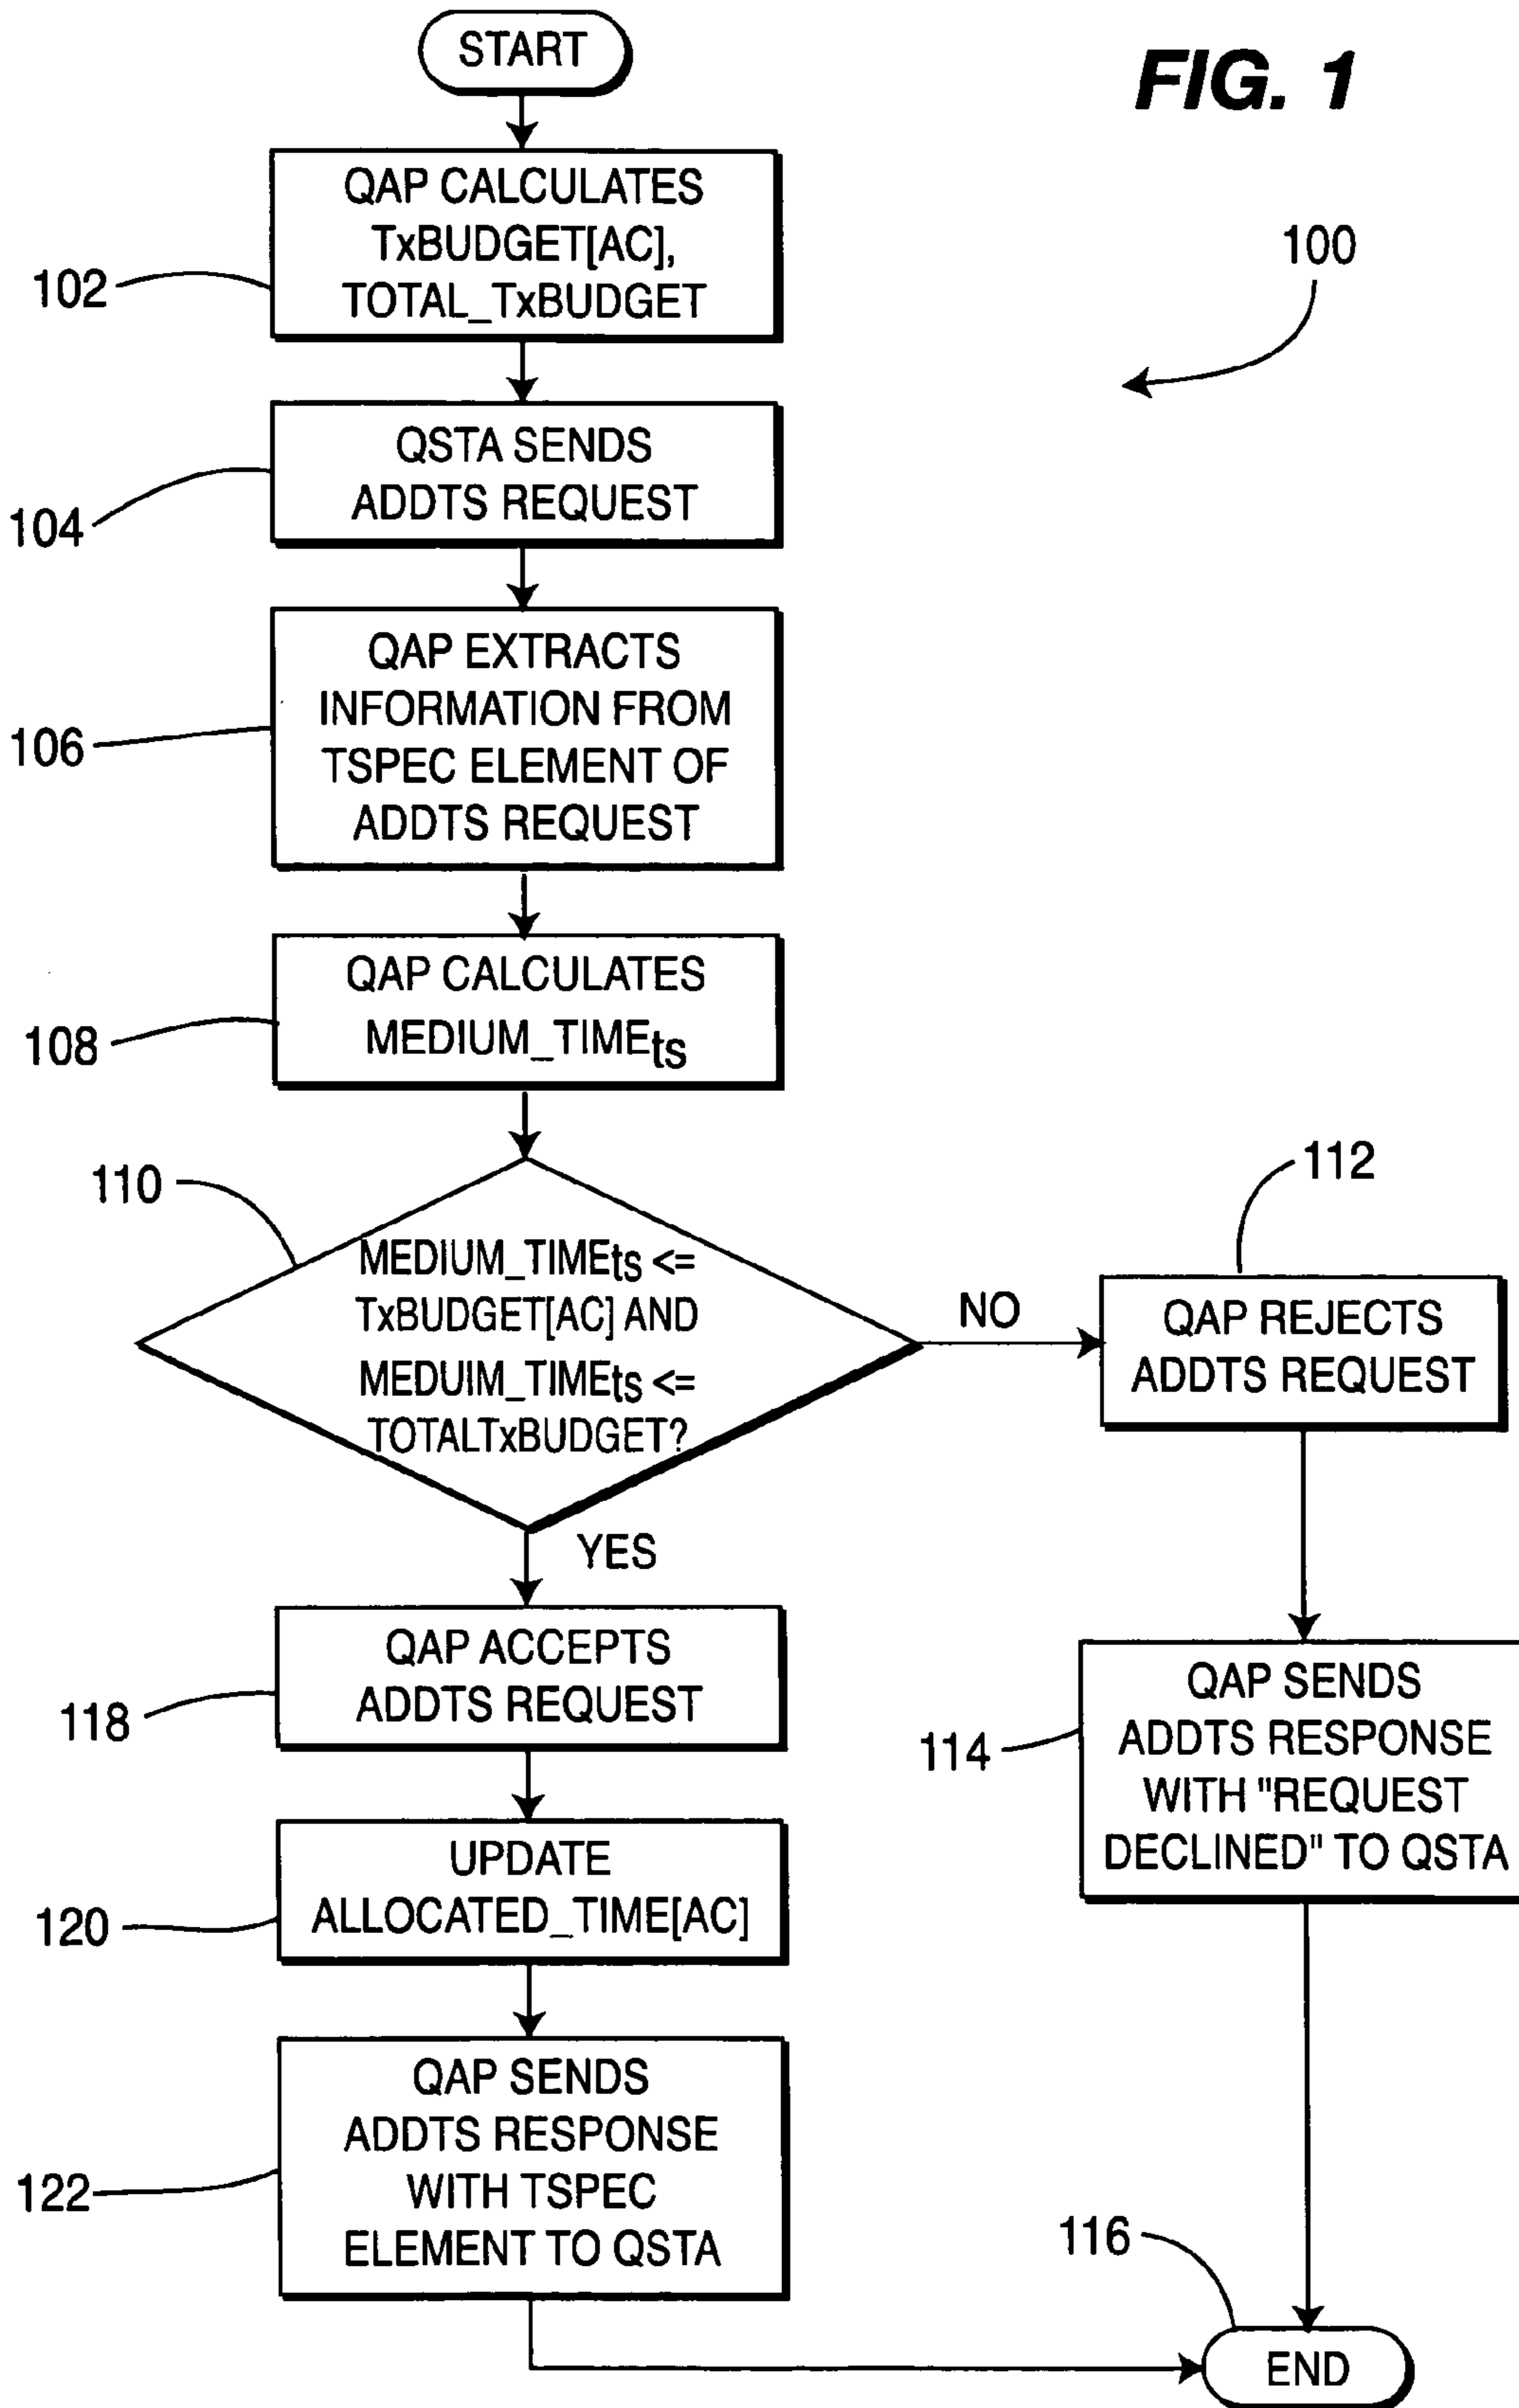 START
FIG. 1
QAP CALCULATES
TxBUDGET[AC],
TOTAL_TxBUDGET
100
102
QSTA SENDS
ADDTS REQUEST
104
QAP EXTRACTS
INFORMATION FROM
TSPEC ELEMENT OF
ADDTS REQUEST
106
QAP CALCULATES
MEDIUM_TIMEts
108
110
MEDIUM_TIMEts <=
TxBUDGET[AC] AND
MEDUIM_TIMEts <=
TOTALTxBUDGET?
NO
112
QAP REJECTS
ADDTS REQUEST
YES
QAP ACCEPTS
ADDTS REQUEST
118
QAP SENDS
ADDTS RESPONSE
WITH "REQUEST
DECLINED" TO QSTA
114
UPDATE
ALLOCATED_TIME[AC]
120
QAP SENDS
ADDTS RESPONSE
WITH TSPEC
ELEMENT TO QSTA
122
116
END